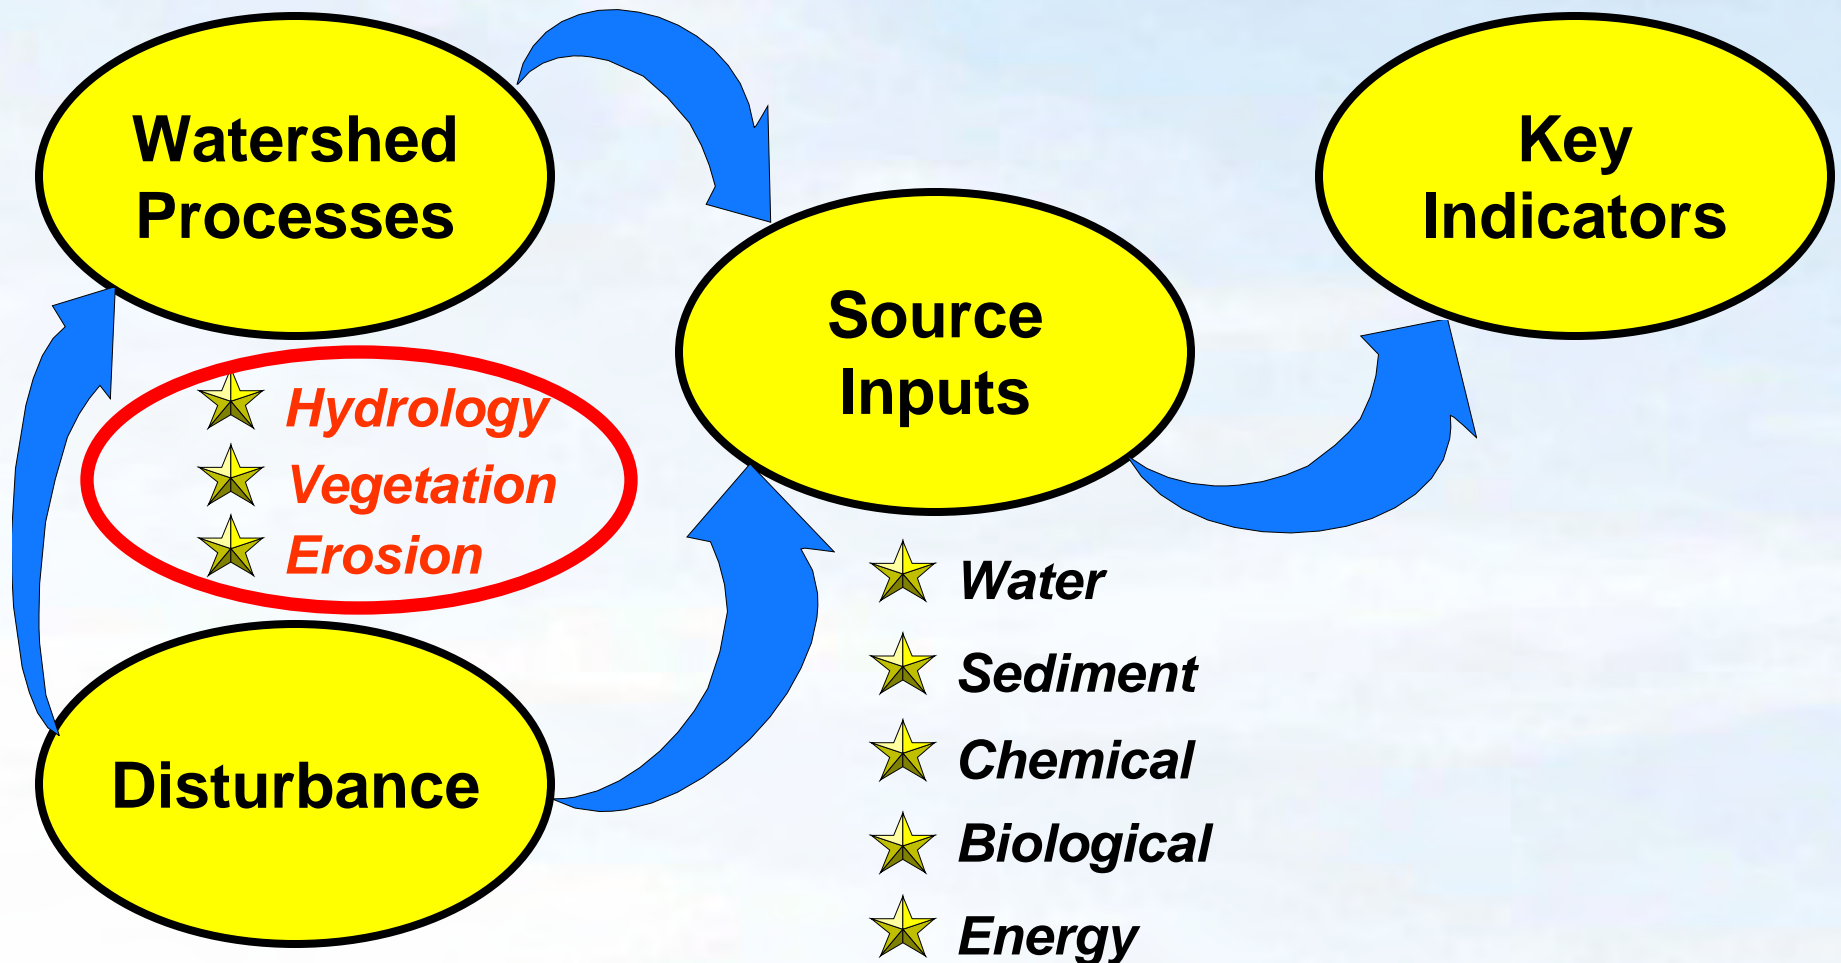 Watershed
Processes
Key
Indicators
Source
Inputs
Hydrology
Vegetation
Erosion
Disturbance
Water
Sediment
Chemical
Biological
Energy